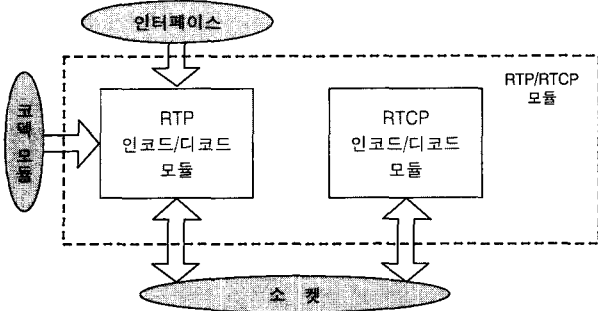 인터페이스
RTP/RTCP
모듈
코덱 모듈
RTP
인코드/디코드
모듈
RTCP
인코드/디코드
모듈
소 켓